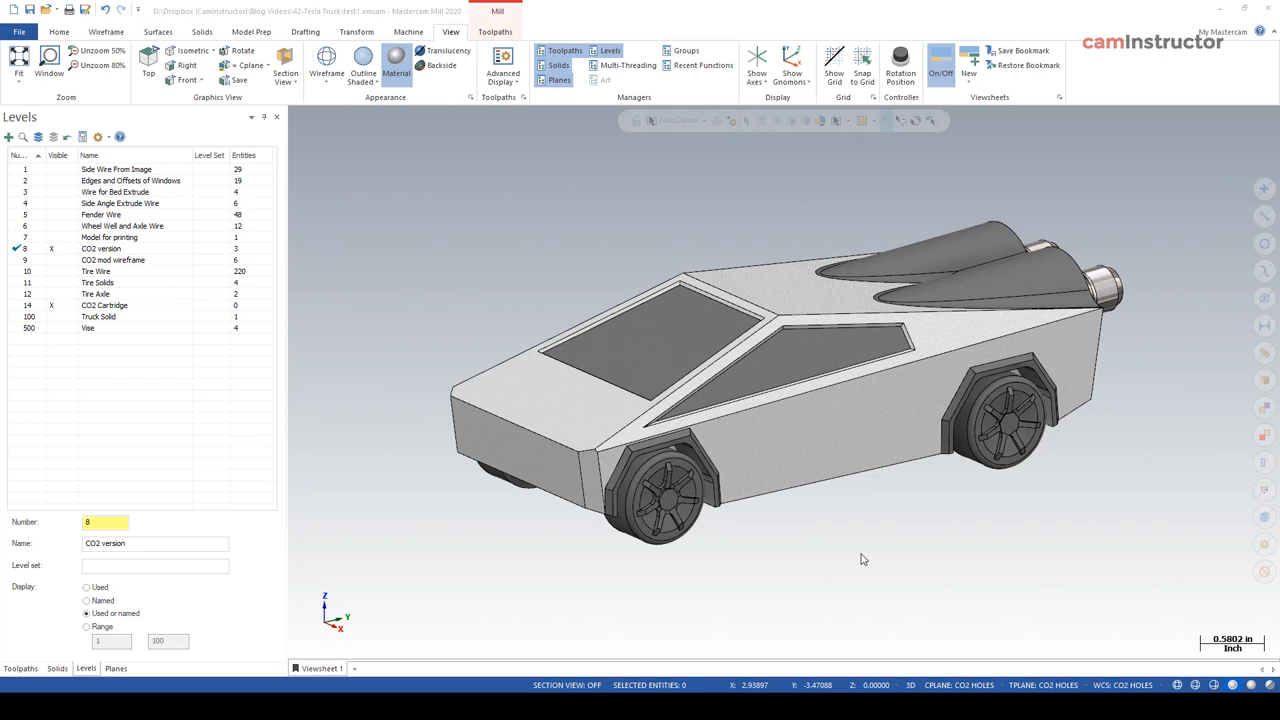 D:\Dropbox (CamInstructor)\Blog Videos\42-Tesla Truck\test1.emcam - Mastercam Mill 2020
Mill
File Home Wireframe Surfaces Solids Model Prep Drafting Transform Machine View Toolpaths
My Mastercam
camInstructor
Fit
Window
Unzoom 50%
Unzoom 80%
Zoom
Top
Isometric
Right
Front
Rotate
= Cplane
Save
Section View
Graphics View
Wireframe
Outline Shaded
Material
Translucency
Backside
Appearance
Advanced Display
Toolpaths
Toolpaths
Solids
Planes
Levels
Multi-Threading
Art
Groups
Recent Functions
Managers
Show Axes
Show Gnomons
Display
Show Grid
Snap to Grid
Grid
Rotation Position
Controller
On/Off
New
Save Bookmark
Restore Bookmark
Viewsheets
AutoCursor
Levels
Nu... Visible Name Level Set Entities
1 Side Wire From Image 29
2 Edges and Offsets of Windows 19
3 Wire for Bed Extrude 4
4 Side Angle Extrude Wire 6
5 Fender Wire 48
6 Wheel Well and Axle Wire 12
7 Model for printing 1
8 X CO2 version 3
9 CO2 mod wireframe 6
10 Tire Wire 220
11 Tire Solids 4
12 Tire Axle 2
14 X CO2 Cartridge 0
100 Truck Solid 1
500 Vise 4
Number: 8
Name: CO2 version
Level set:
Display: Used
Named
Used or named
Range
1 100
Toolpaths Solids Levels Planes
Z
Y
X
0.5802 in
Inch
Viewsheet 1 +
SECTION VIEW: OFF SELECTED ENTITIES: 0 X: 2.93897 Y: -3.47088 Z: 0.00000 3D CPLANE: CO2 HOLES TPLANE: CO2 HOLES WCS: CO2 HOLES